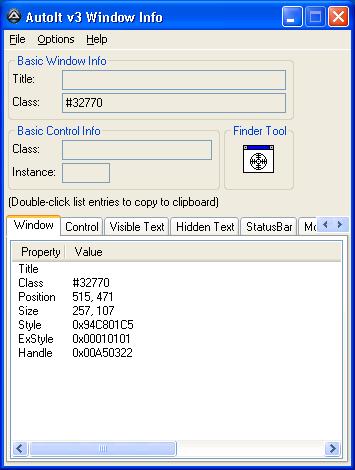 AutoIt v3 Window Info
File Options Help
Basic Window Info
Title:
Class: #32770
Basic Control Info Finder Tool
Class:
Instance:
(Double-click list entries to copy to clipboard)
Window Control Visible Text Hidden Text StatusBar Mo
Property Value
Title
Class #32770
Position 515, 471
Size 257, 107
Style 0x94C801C5
ExStyle 0x00010101
Handle 0x00A50322